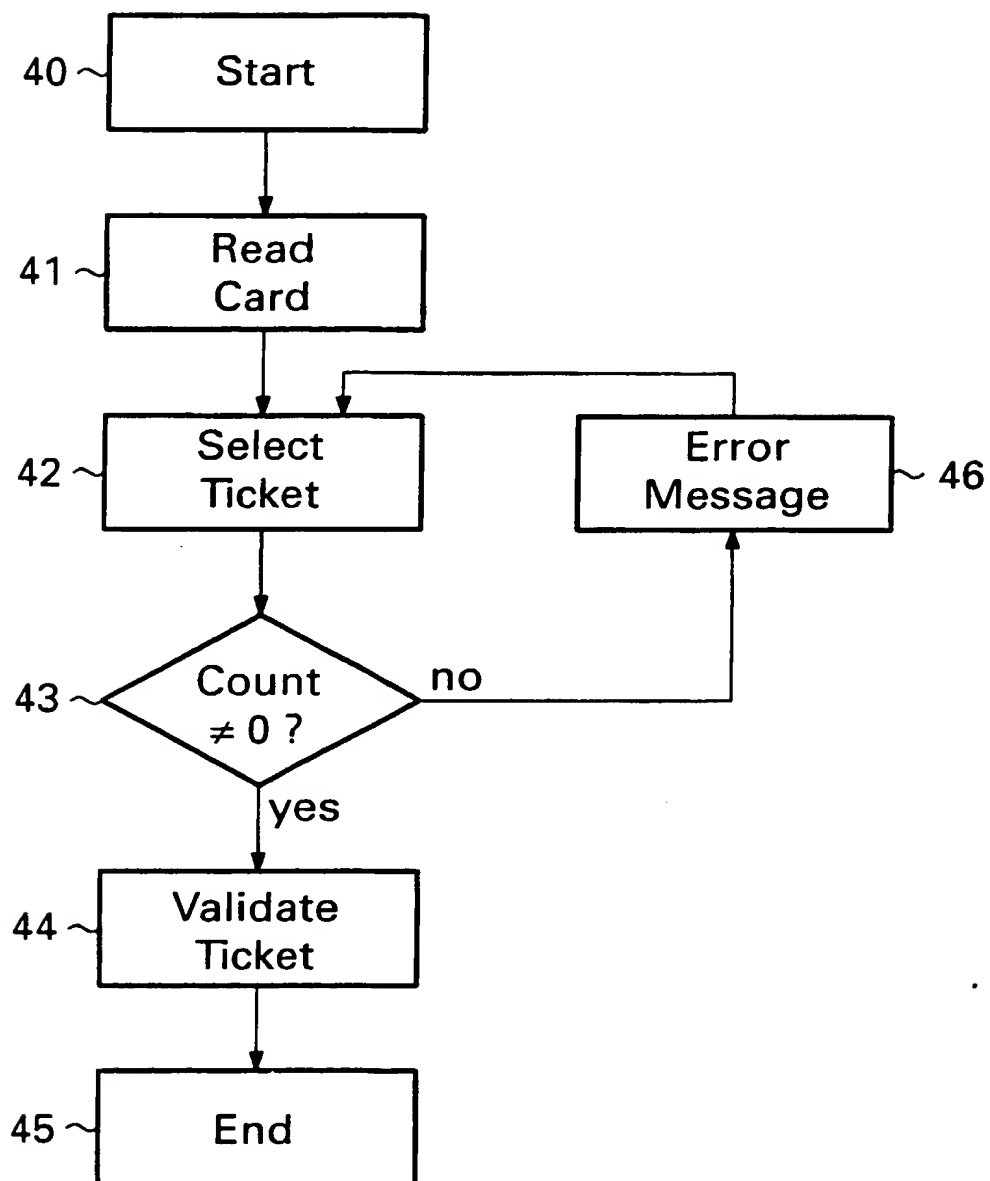 40
Start
41
Read
Card
42
Select
Ticket
Error
Message
46
43
Count
≠ 0 ?
no
yes
44
Validate
Ticket
45
End